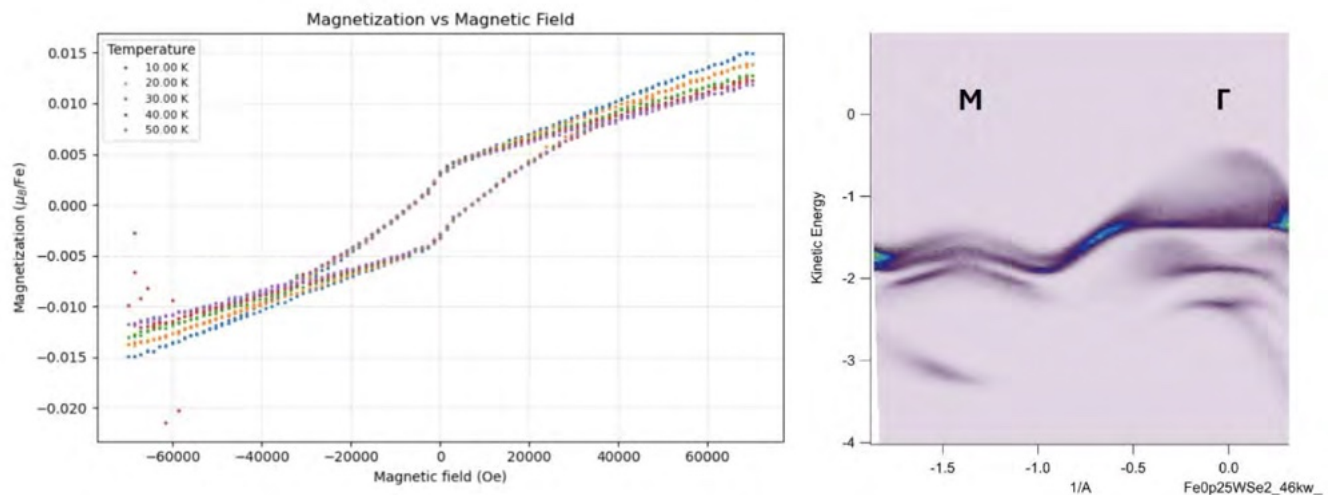 Magnetization vs Magnetic Field
Temperature
10.00 K
20.00 K
30.00 K
40.00 K
50.00 K
0.015
0.010
0.005
0.000
−0.005
−0.010
−0.015
−0.020
Magnetization (μB/Fe)
−60000 −40000 −20000 0 20000 40000 60000
Magnetic field (Oe)
M Γ
0
-1
-2
-3
-4
Kinetic Energy
-1.5 -1.0 -0.5 0.0
1/A Fe0p25WSe2_46kw_